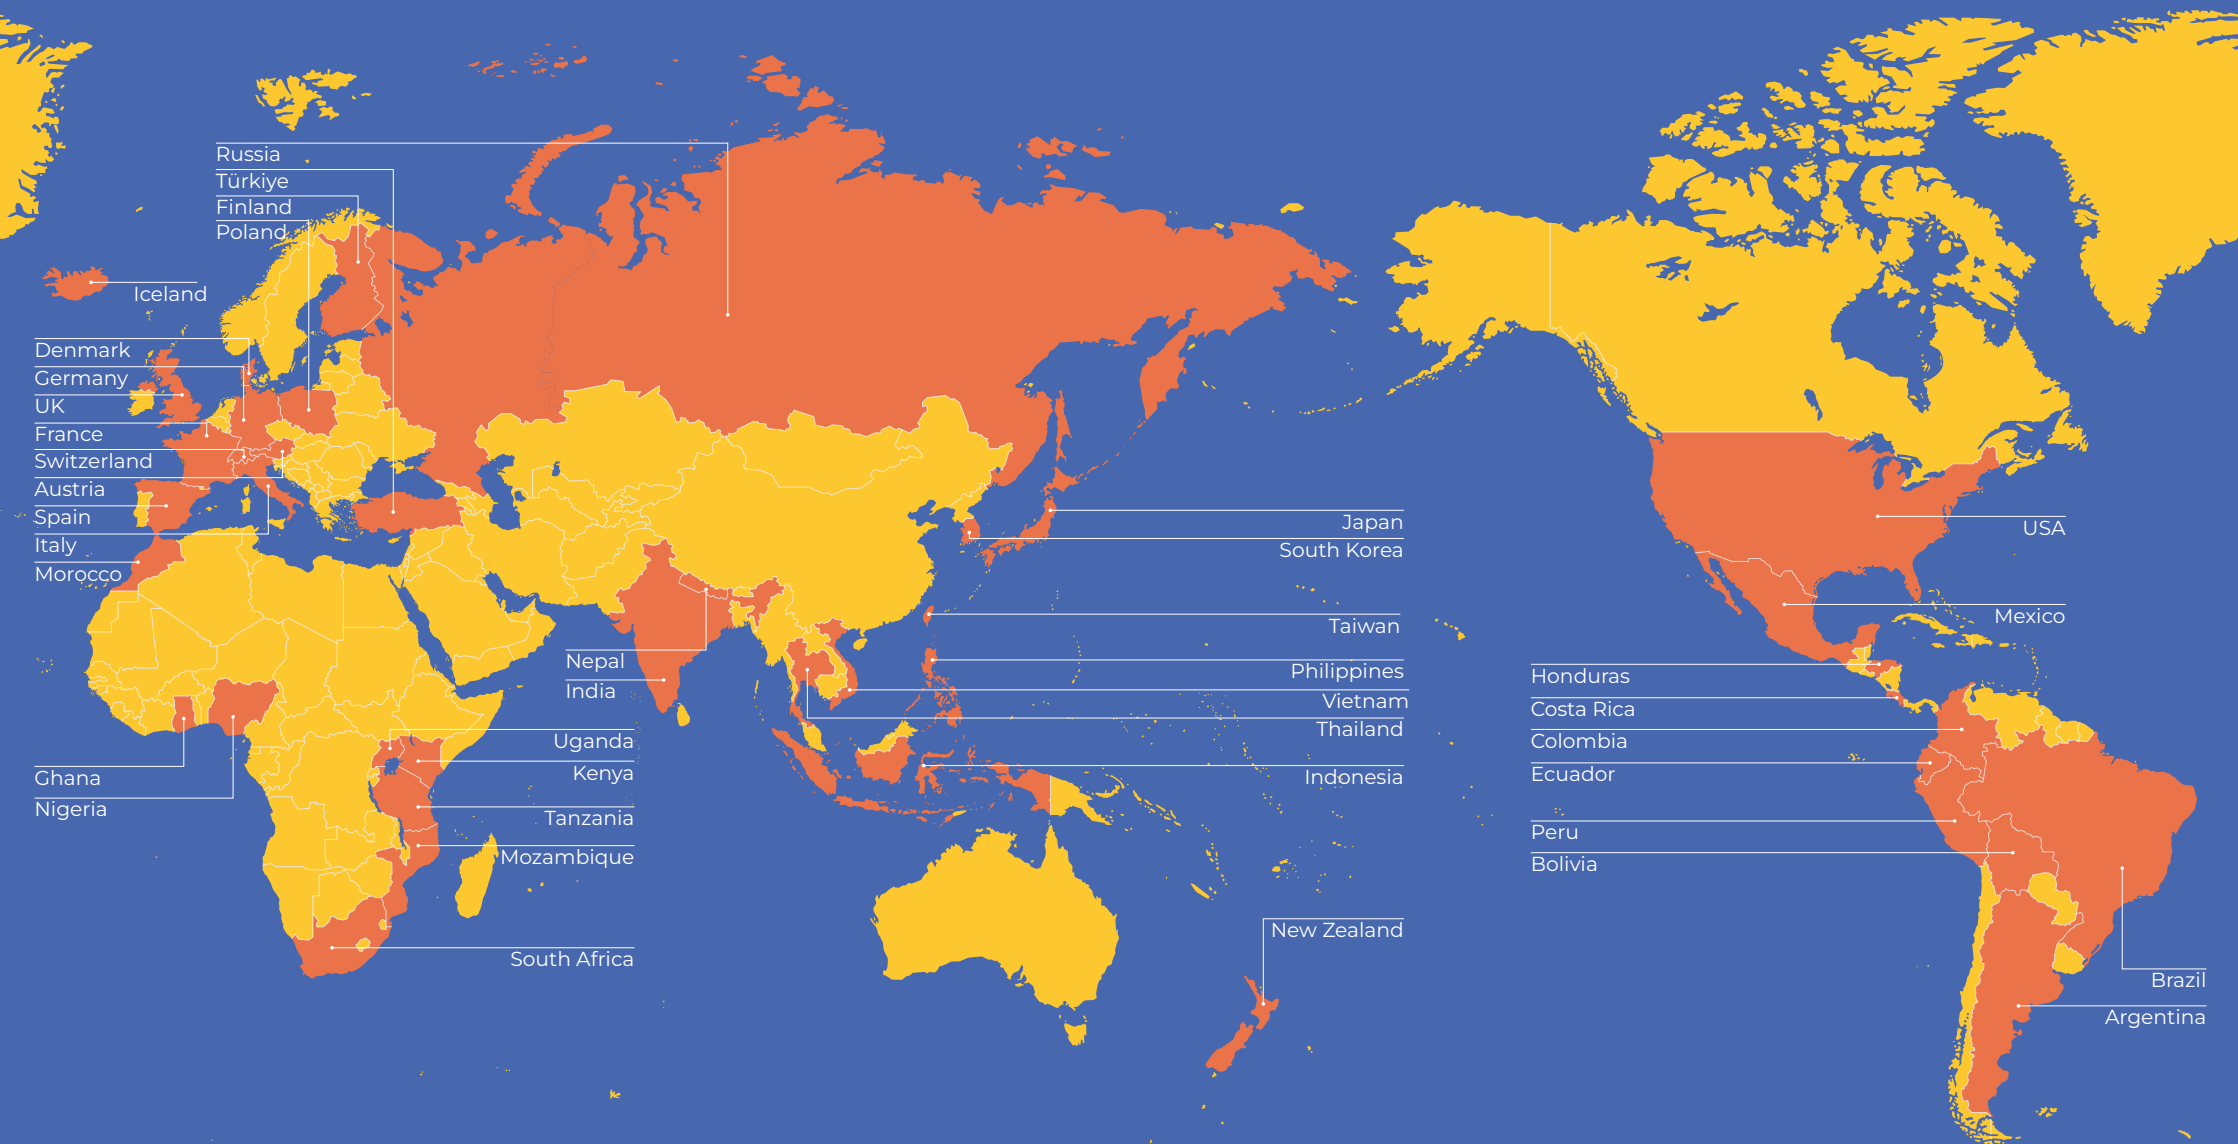 Russia
Türkiye
Finland
Poland
Iceland
Denmark
Germany
UK
France
Switzerland
Austria
Spain
Italy
Morocco
Ghana
Nigeria
Nepal
India
Uganda
Kenya
Tanzania
Mozambique
South Africa
Japan
South Korea
Taiwan
Philippines
Vietnam
Thailand
Indonesia
New Zealand
USA
Mexico
Honduras
Costa Rica
Colombia
Ecuador
Peru
Bolivia
Brazil
Argentina